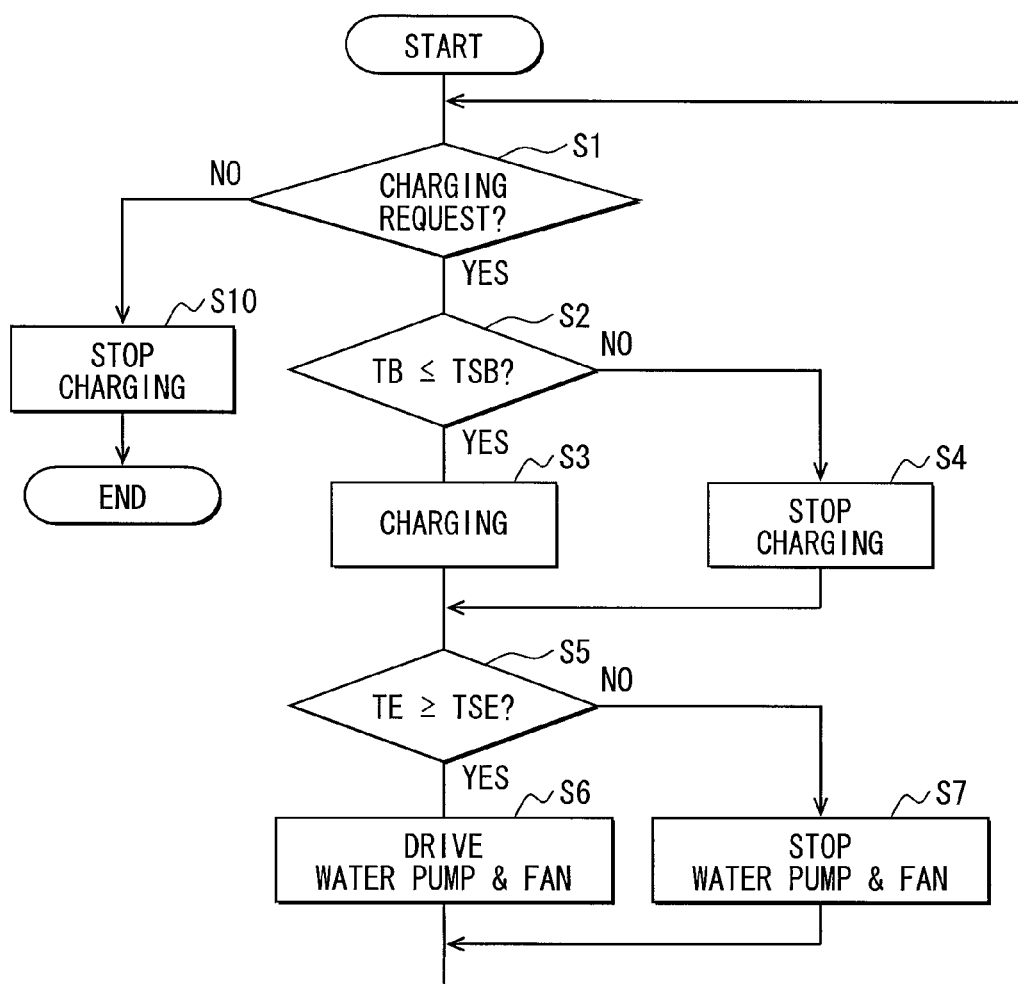 START
S1
NO
CHARGING
REQUEST?
YES
S10
STOP
CHARGING
END
S2
TB ≤ TSB?
NO
YES
S3
CHARGING
S4
STOP
CHARGING
S5
TE ≥ TSE?
NO
YES
S6
DRIVE
WATER PUMP & FAN
S7
STOP
WATER PUMP & FAN